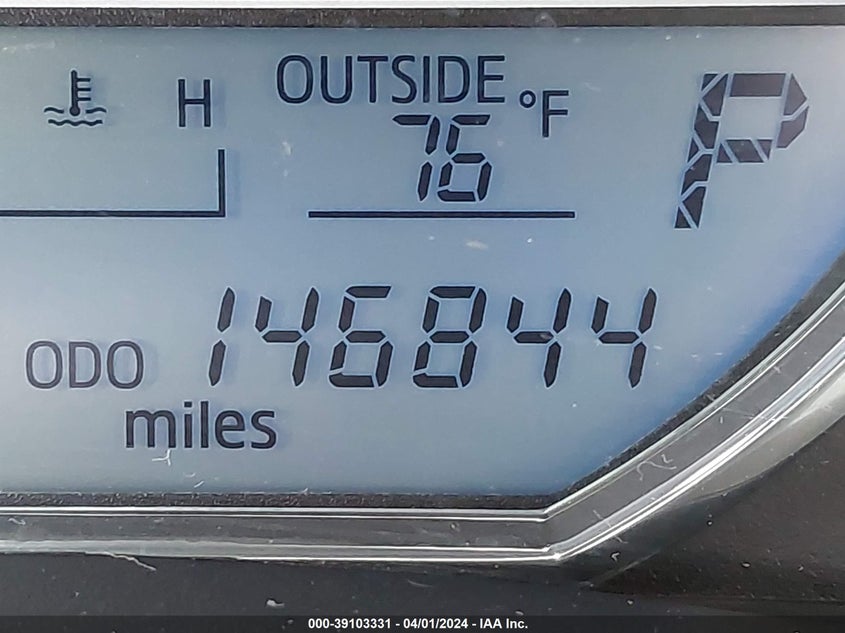 H OUTSIDE °F P
76
ODO 146844
miles
000-39103331 - 04/01/2024 - IAA Inc.